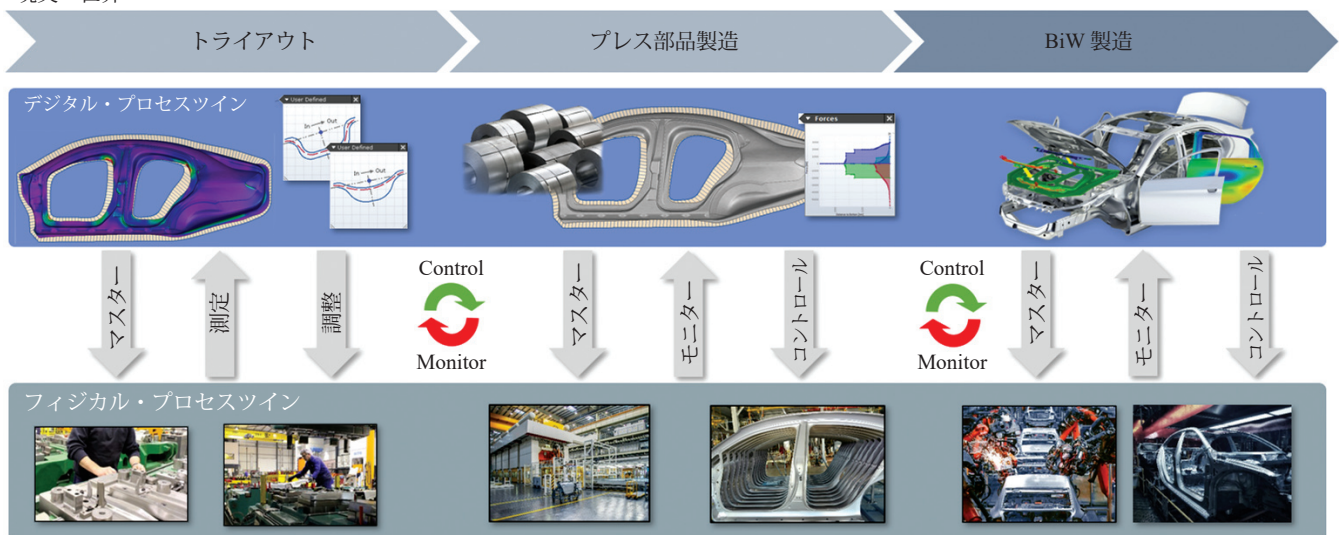 トライアウト
プレス部品製造
BiW 製造
デジタル・プロセスツイン
User Defined
In Out
User Defined
In Out
Forces
マスター
測定
調整
Control
Monitor
マスター
モニター
コントロール
Control
Monitor
マスター
モニター
コントロール
フィジカル・プロセスツイン